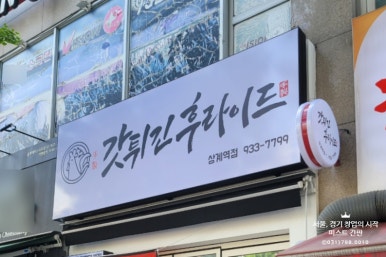 갓튀긴후라이드
상계역점 933-7799
갓튀긴
후라이드
서울, 경기 창업의 시작
미스트 간판